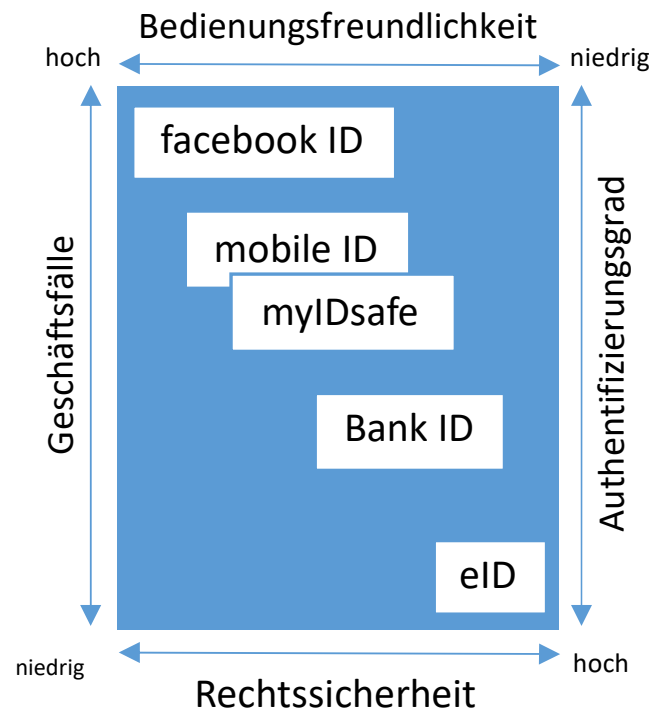 Bedienungsfreundlichkeit
hoch
niedrig
facebook ID
mobile ID
myIDsafe
Bank ID
eID
Geschäftsfälle
Authentifizierungsgrad
niedrig
hoch
Rechtssicherheit